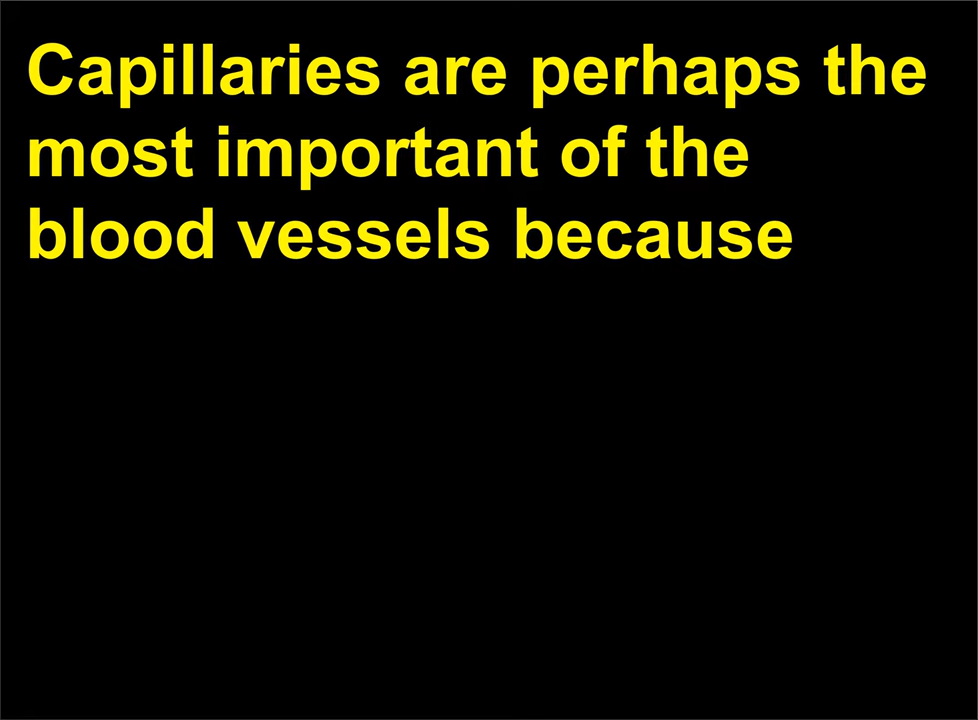 Capillaries are perhaps the
most important of the
blood vessels because